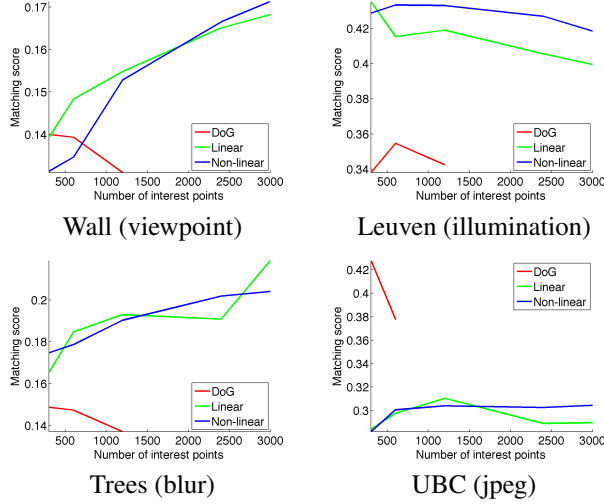 0.17
0.16
0.15
0.14
Matching score
DoG
Linear
Non-linear
500 1000 1500 2000 2500 3000
Number of interest points
Wall (viewpoint)
0.42
0.4
0.38
0.36
0.34
Matching score
DoG
Linear
Non-linear
500 1000 1500 2000 2500 3000
Number of interest points
Leuven (illumination)
0.2
0.18
0.16
0.14
Matching score
DoG
Linear
Non-linear
500 1000 1500 2000 2500 3000
Number of interest points
Trees (blur)
0.42
0.4
0.38
0.36
0.34
0.32
0.3
Matching score
DoG
Linear
Non-linear
500 1000 1500 2000 2500 3000
Number of interest points
UBC (jpeg)